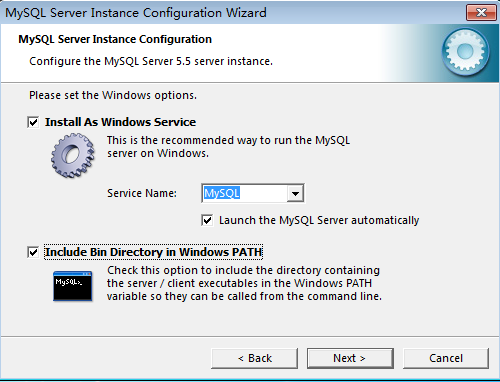 MySQL Server Instance Configuration Wizard
MySQL Server Instance Configuration
Configure the MySQL Server 5.5 server instance.
Please set the Windows options.
Install As Windows Service
This is the recommended way to run the MySQL
server on Windows.
Service Name: MySQL
Launch the MySQL Server automatically
Include Bin Directory in Windows PATH
Check this option to include the directory containing
MySQL>_ the server / client executables in the Windows PATH
variable so they can be called from the command line.
< Back Next > Cancel